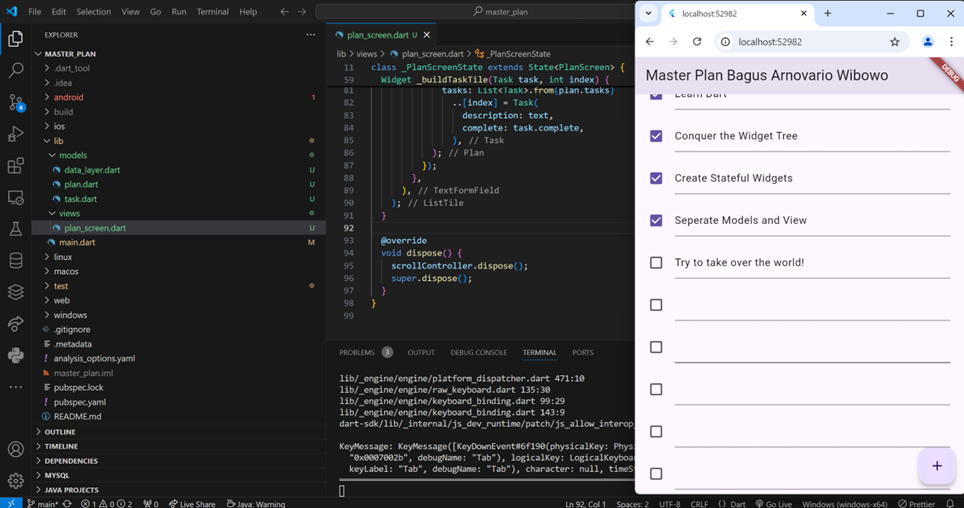 File Edit Selection View Go Run Terminal Help
master_plan
EXPLORER
MASTER_PLAN
.dart_tool
.idea
android 1
build
ios
lib
models
data_layer.dart U
plan.dart U
task.dart U
views
plan_screen.dart U
main.dart M
linux
macos
test
web
windows
.gitignore
.metadata
analysis_options.yaml
master_plan.iml
pubspec.lock
pubspec.yaml
README.md
OUTLINE
TIMELINE
DEPENDENCIES
MYSQL
JAVA PROJECTS
6
plan_screen.dart U
lib > views > plan_screen.dart > _PlanScreenState
11 class _PlanScreenState extends State<PlanScreen> {
59 Widget _buildTaskTile(Task task, int index) {
81 tasks: List<Task>.from(plan.tasks)
82 ..[index] = Task(
83 description: text,
84 complete: task.complete,
85 ), // Task
86 ); // Plan
87 });
88 },
89 ), // TextFormField
90 ); // ListTile
91 }
92
93 @override
94 void dispose() {
95 scrollController.dispose();
96 super.dispose();
97 }
98 }
99
PROBLEMS 3 OUTPUT DEBUG CONSOLE TERMINAL PORTS
lib/_engine/engine/platform_dispatcher.dart 471:10
lib/_engine/engine/raw_keyboard.dart 135:30
lib/_engine/engine/keyboard_binding.dart 99:29
lib/_engine/engine/keyboard_binding.dart 143:9
dart-sdk/lib/_internal/js_dev_runtime/patch/js_allow_interop_
KeyMessage: KeyMessage([KeyDownEvent#6f190(physicalKey: Physi
"0x0007002b", debugName: "Tab"), logicalKey: LogicalKeyboar
keyLabel: "Tab", debugName: "Tab"), character: null, timeS
main* 1 0 2 0 Live Share Java: Warning Ln 92, Col 1 Spaces: 2 UTF-8 CRLF {} Dart Go Live Windows (windows-x64) Prettier
localhost:52982
localhost:52982
Master Plan Bagus Arnovario Wibowo
DEBUG
Learn Dart
Conquer the Widget Tree
Create Stateful Widgets
Seperate Models and View
Try to take over the world!